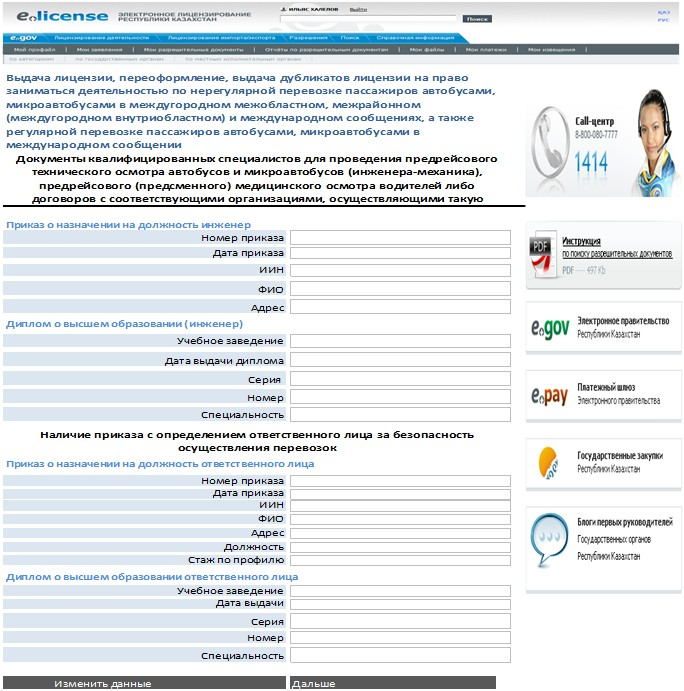 e.license ЭЛЕКТРОННОЕ ЛИЦЕНЗИРОВАНИЕ
РЕСПУБЛИКИ КАЗАХСТАН
ИЛЬЯС ХАЛЕЛОВ Выйти
Поиск
ҚАЗ
РУС
e.gov Лицензирование деятельности Лицензирование импорта/экспорта Разрешения Поиск Справочная информация
Мой профиль Мои заявления Мои разрешительные документы Отчёты по разрешительным документам Мои файлы Мои платежи Мои извещения
по категориям по государственным органам по местным исполнительным органам
Выдача лицензии, переоформление, выдача дубликатов лицензии на право
заниматься деятельностью по нерегулярной перевозке пассажиров автобусами,
микроавтобусами в междугородном межобластном, межрайонном
(междугородном внутриобластном) и международном сообщениях, а также
регулярной перевозке пассажиров автобусами, микроавтобусами в
международном сообщении
Документы квалифицированных специалистов для проведения предрейсового
технического осмотра автобусов и микроавтобусов (инженера-механика),
предрейсового (предсменного) медицинского осмотра водителей либо
договоров с соответствующими организациями, осуществляющими такую
Приказ о назначении на должность инженер
Номер приказа
Дата приказа
ИИН
ФИО
Адрес
Диплом о высшем образовании (инженер)
Учебное заведение
Дата выдачи диплома
Серия
Номер
Специальность
Наличие приказа с определением ответственного лица за безопасность
осуществления перевозок
Приказ о назначении на должность ответственного лица
Номер приказа
Дата приказа
ИИН
ФИО
Адрес
Должность
Стаж по профилю
Диплом о высшем образовании ответственного лица
Учебное заведение
Дата выдачи
Серия
Номер
Специальность
Изменить данные Дальше
Call-центр
8-800-080-7777
1414
PDF
Инструкция
по поиску разрешительных документов
PDF — 497 Kb
e.gov Электронное правительство
Республики Казахстан
e.pay Платежный шлюз
Электронного правительства
Государственные закупки
Республики Казахстан
Блоги первых руководителей
Государственных органов
Республики Казахстан